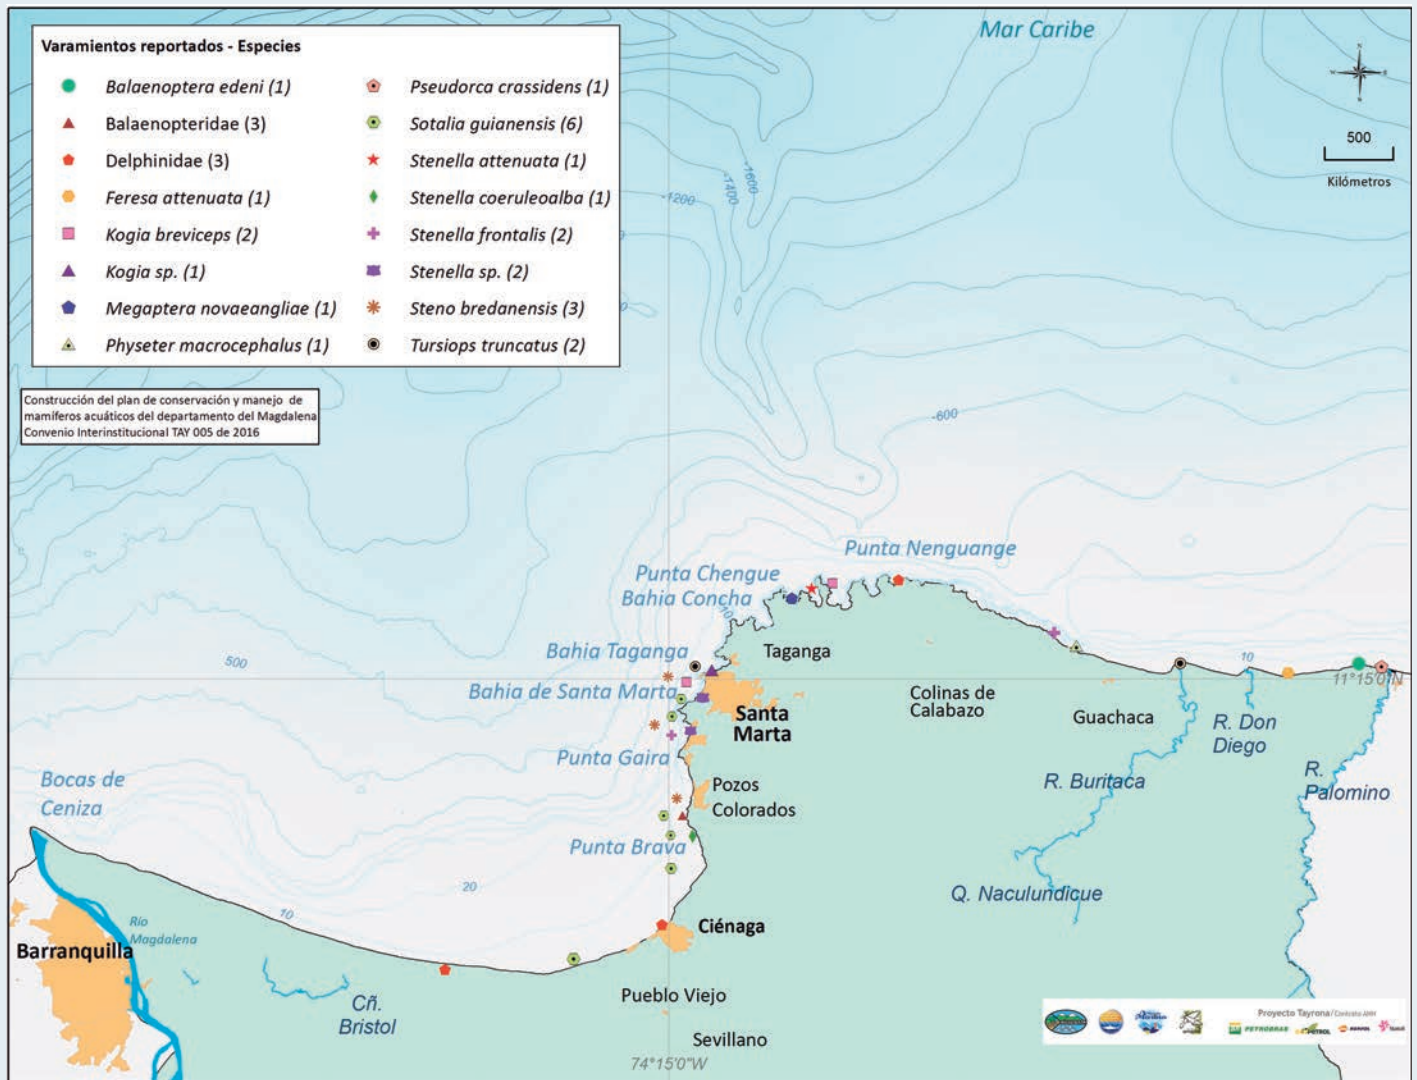 Mar Caribe
Varamientos reportados - Especies
Balaenoptera edeni (1)
Balaenopteridae (3)
Delphinidae (3)
Feresa attenuata (1)
Kogia breviceps (2)
Kogia sp. (1)
Megaptera novaeangliae (1)
Physeter macrocephalus (1)
Pseudorca crassidens (1)
Sotalia guianensis (6)
Stenella attenuata (1)
Stenella coeruleoalba (1)
Stenella frontalis (2)
Stenella sp. (2)
Steno bredanensis (3)
Tursiops truncatus (2)
500
Kilómetros
Construcción del plan de conservación y manejo de
mamíferos acuáticos del departamento del Magdalena
Convenio Interinstitucional TAY 005 de 2016
-1600
-1400
-1200
-600
Punta Nenguange
Punta Chengue
Bahia Concha
10
Bahia Taganga
Taganga
500
Bahia de Santa Marta
10
11°15'0"N
Colinas de
Calabazo
Santa
Marta
Guachaca
R. Don
Diego
Punta Gaira
R. Buritaca
R.
Palomino
Bocas de
Ceniza
Pozos
Colorados
Punta Brava
20
Q. Naculundicue
10
Río
Magdalena
Barranquilla
Ciénaga
Cñ.
Bristol
Pueblo Viejo
Sevillano
74°15'0"W
Proyecto Tayrona/Contrato ANH
PETROBRAS